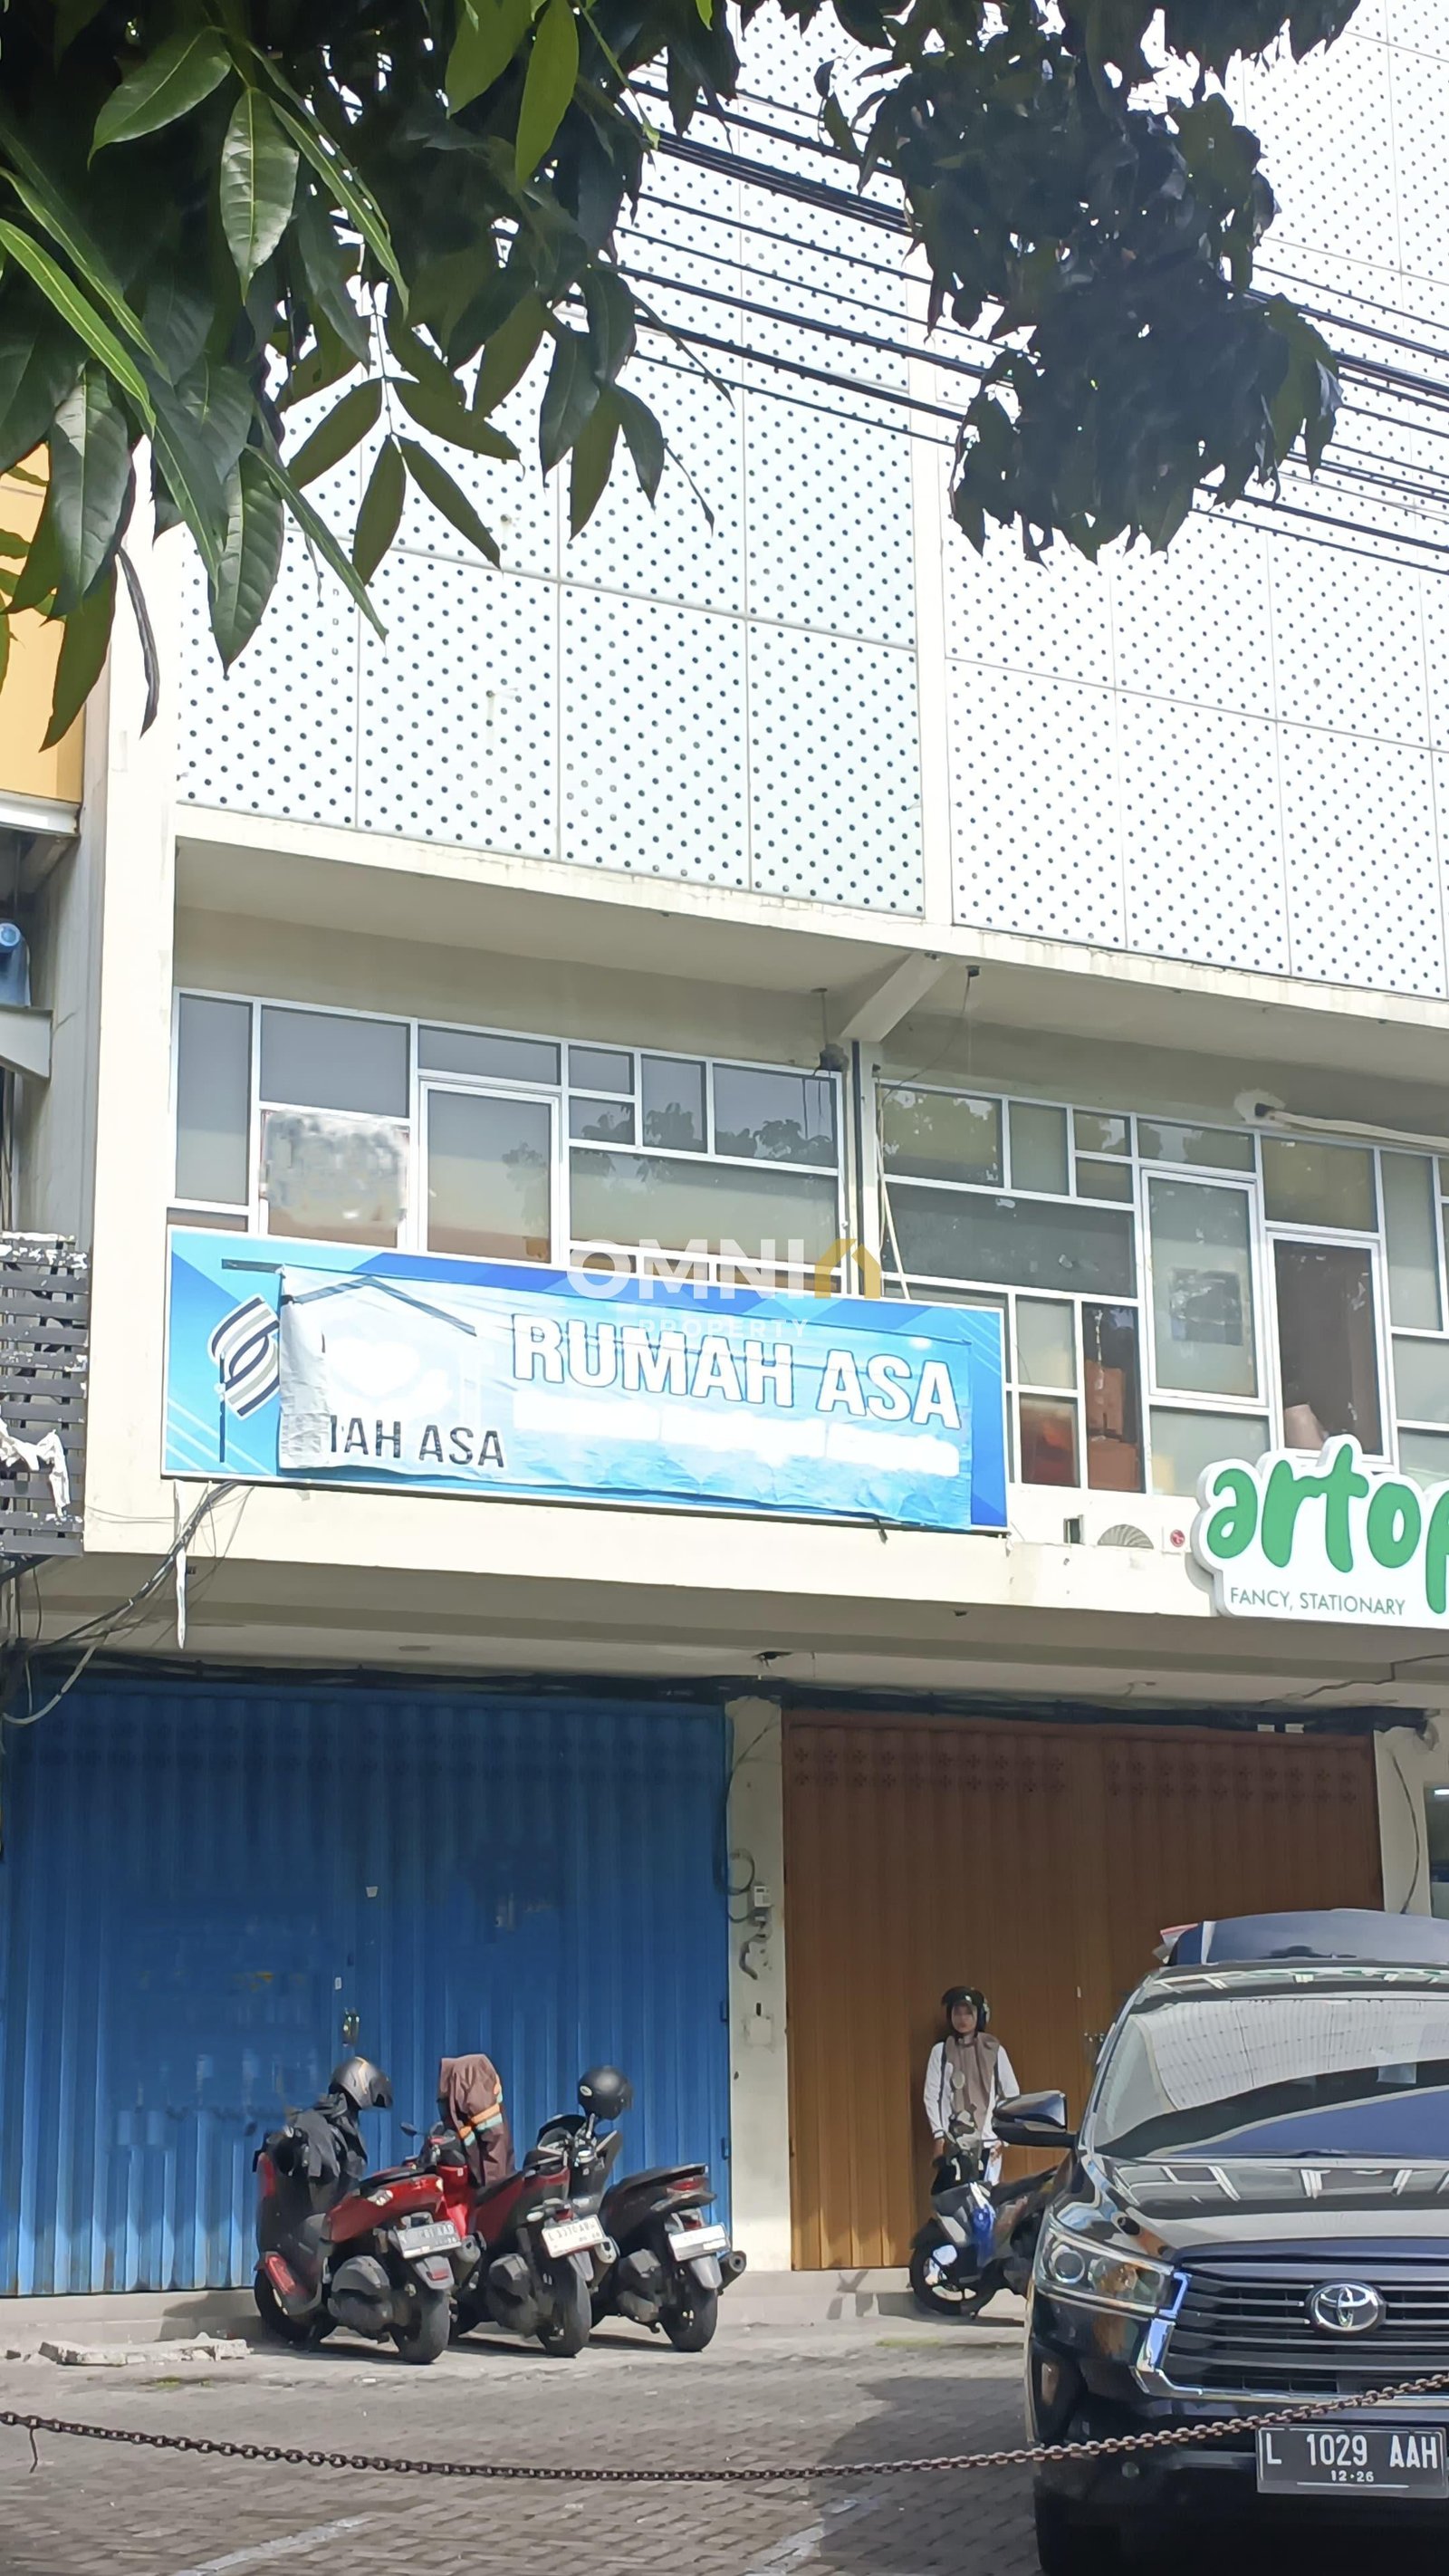 OMNI
PROPERTY
RUMAH ASA
IAH ASA
artop
FANCY, STATIONARY
L 1029 AAH
12·26